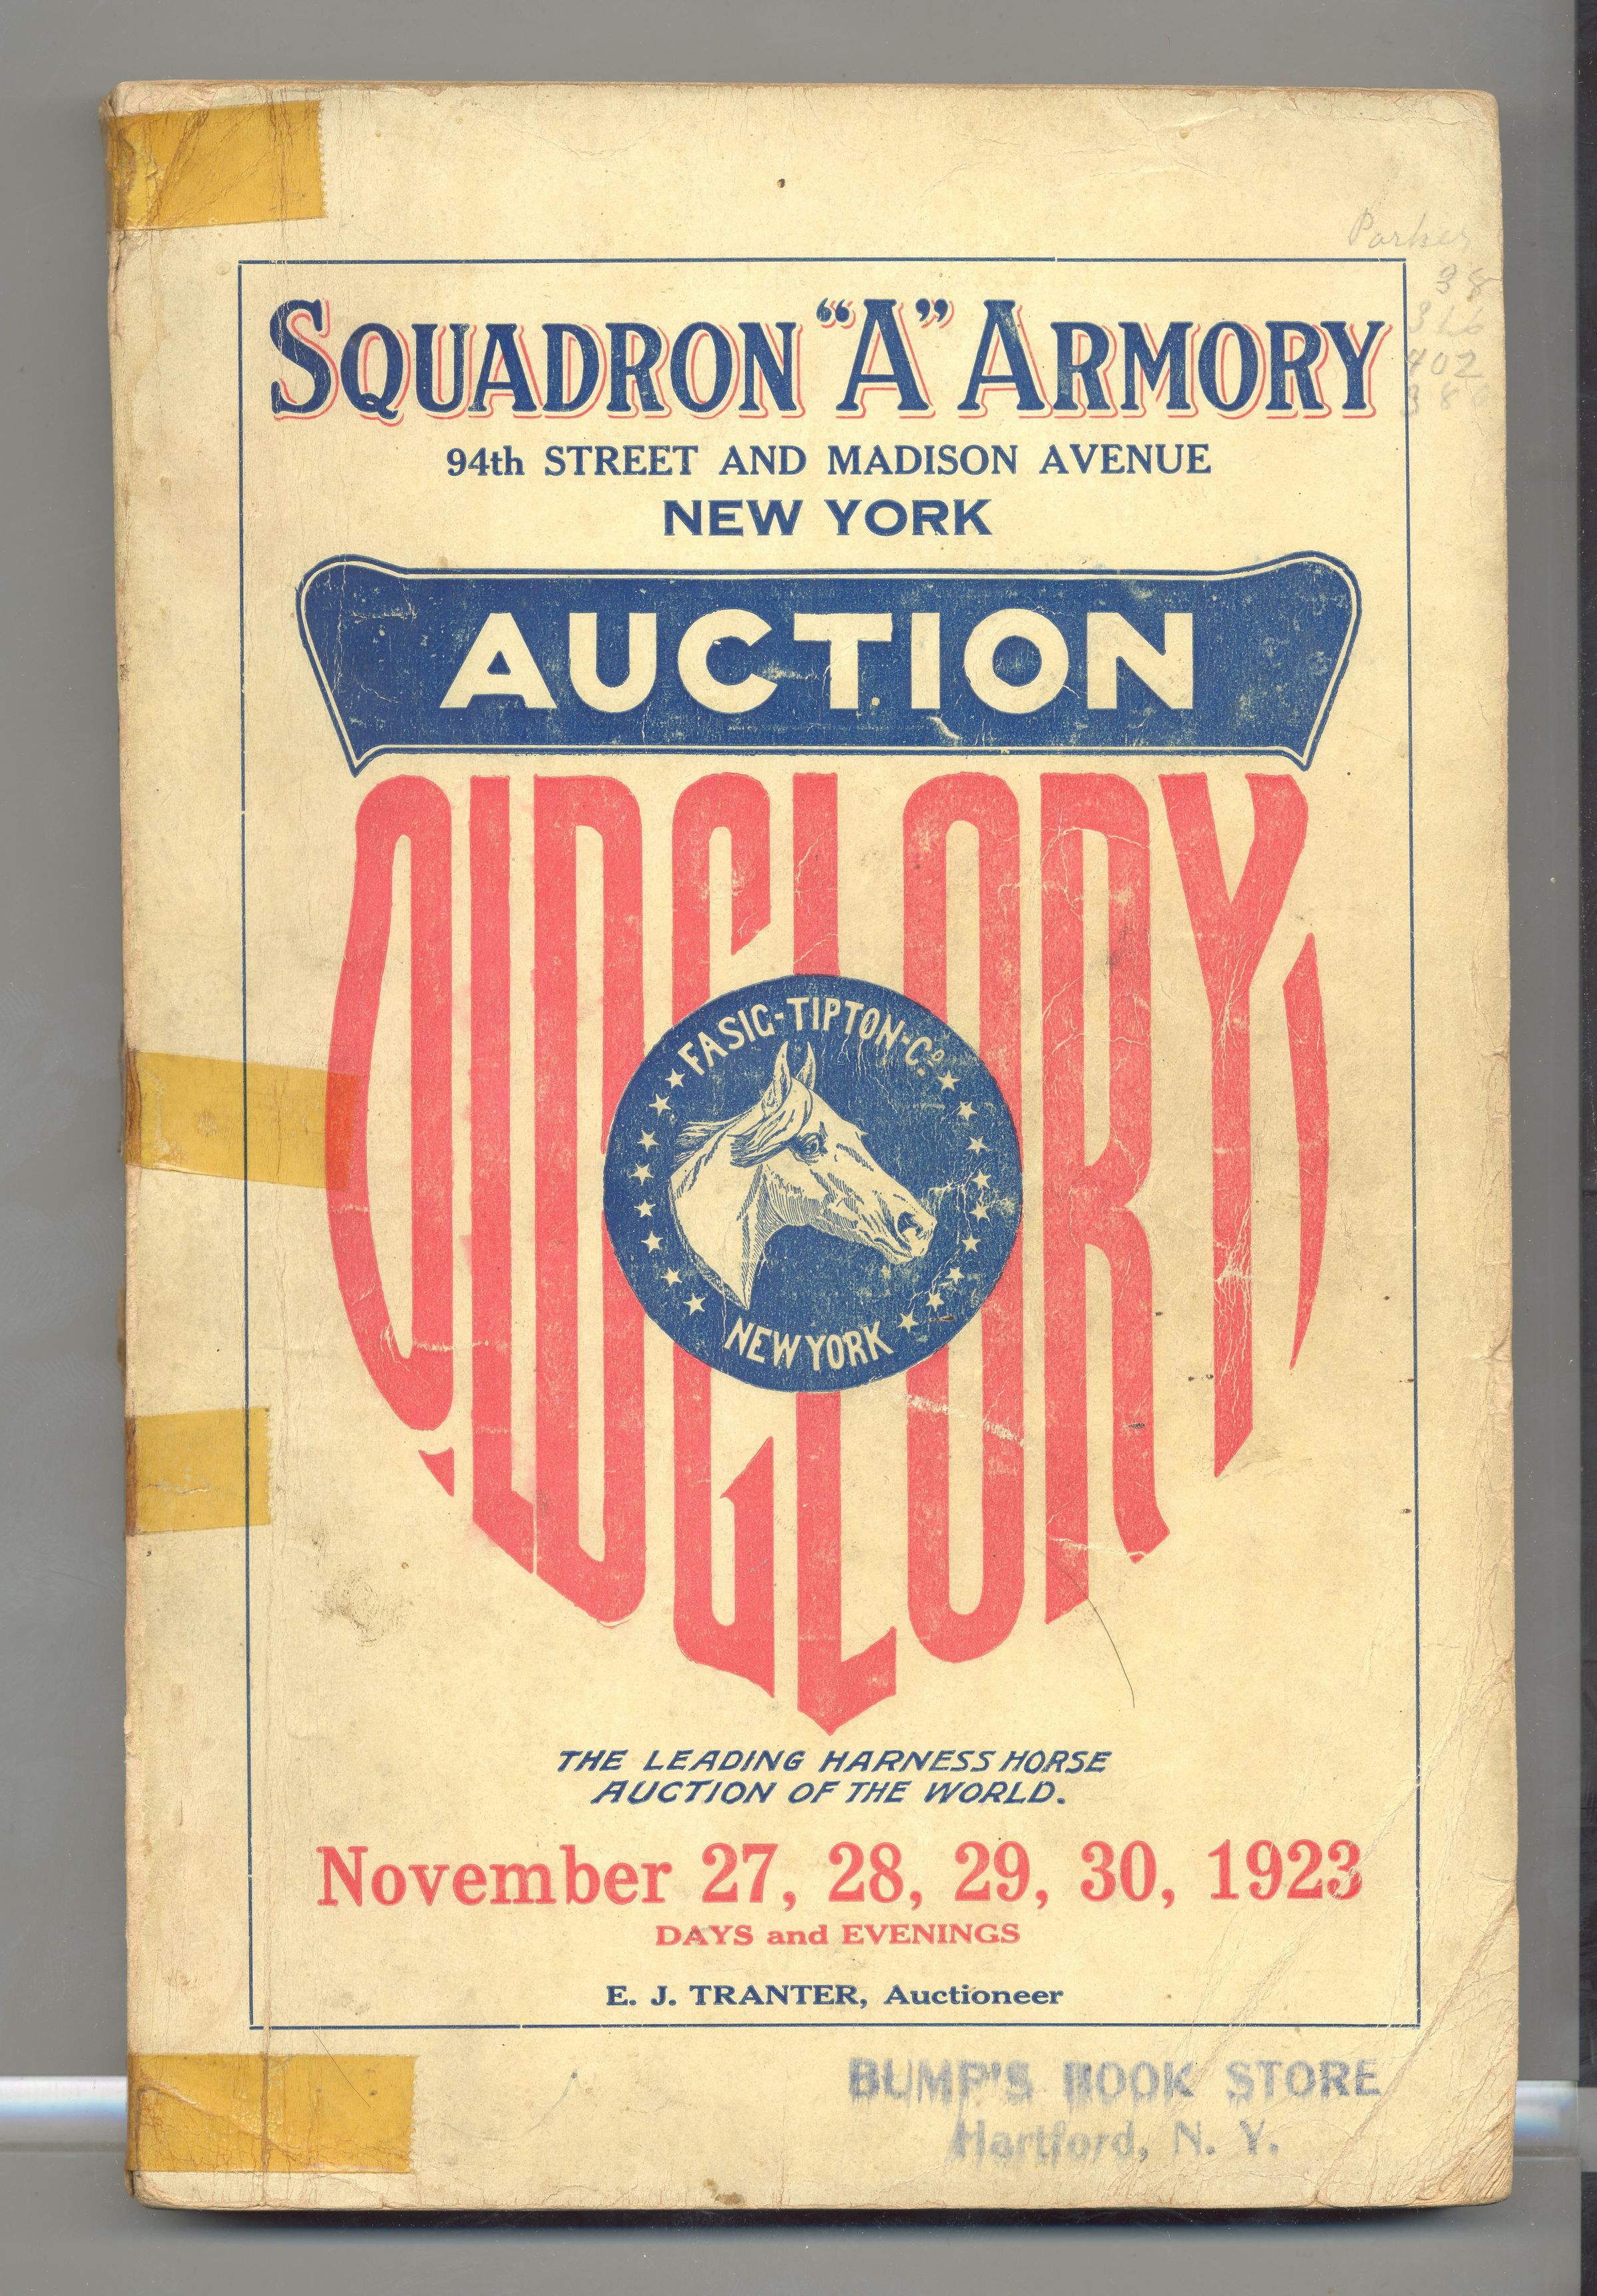 Parker
38
402
SQUADRON "A" ARMORY
94th STREET AND MADISON AVENUE
NEW YORK
AUCTION
OLD GLORY
FASIG-TIPTON-Co.
NEW YORK
THE LEADING HARNESS HORSE
AUCTION OF THE WORLD.
November 27, 28, 29, 30, 1923
DAYS and EVENINGS
E. J. TRANTER, Auctioneer
BUMP'S BOOK STORE
Hartford, N. Y.